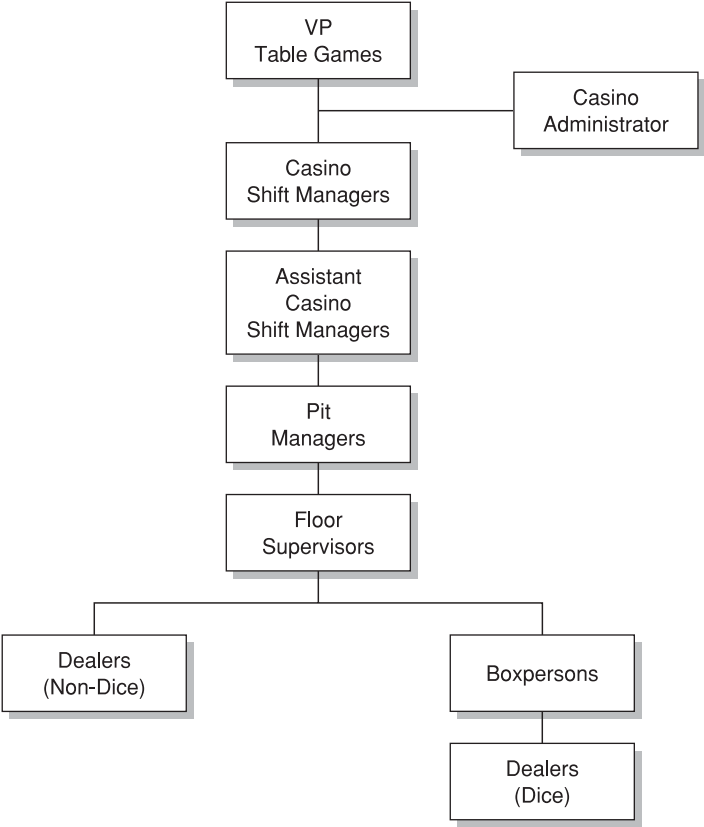 VP
Table Games
Casino
Administrator
Casino
Shift Managers
Assistant
Casino
Shift Managers
Pit
Managers
Floor
Supervisors
Dealers
(Non-Dice)
Boxpersons
Dealers
(Dice)